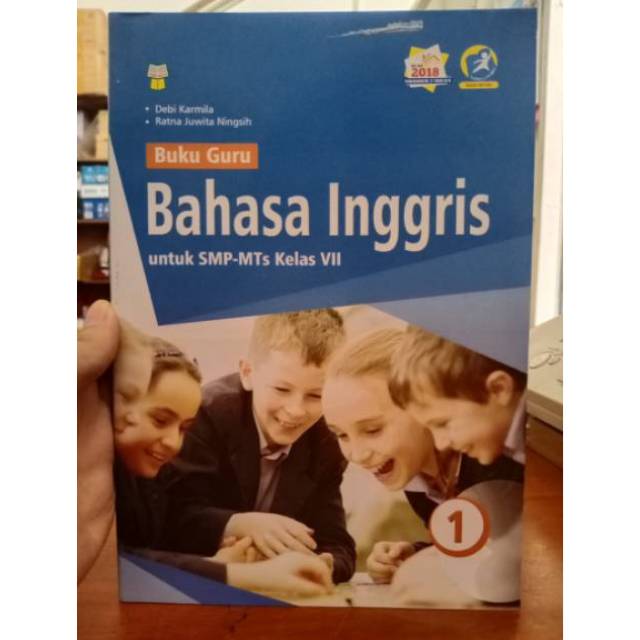 2018
• Debi Karmila
• Ratna Juwita Ningsih
Buku Guru
Bahasa Inggris
untuk SMP-MTs Kelas VII
1